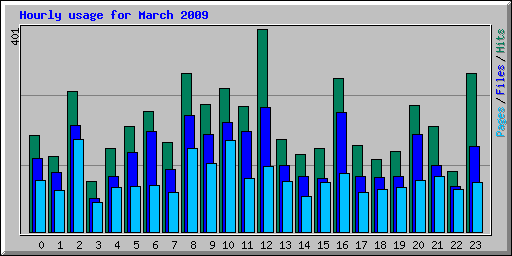 Hourly usage for March 2009
401
Pages / Files / Hits
0 1 2 3 4 5 6 7 8 9 10 11 12 13 14 15 16 17 18 19 20 21 22 23